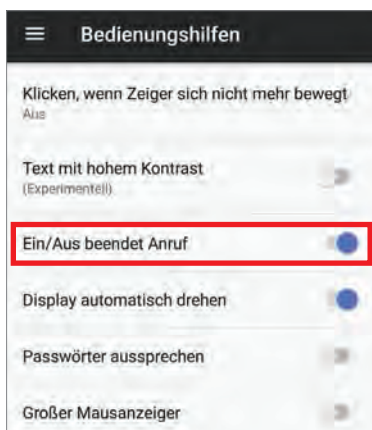 Bedienungshilfen
Klicken, wenn Zeiger sich nicht mehr bewegt
Aus
Text mit hohem Kontrast
(Experimentell)
Ein/Aus beendet Anruf
Display automatisch drehen
Passwörter aussprechen
Großer Mausanzeiger